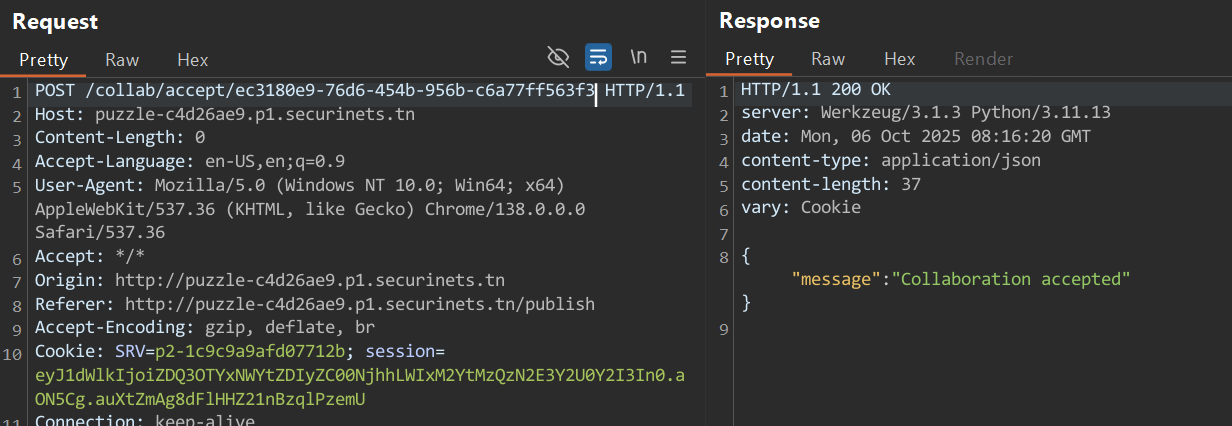 Request
Pretty Raw Hex \n
1 POST /collab/accept/ec3180e9-76d6-454b-956b-c6a77ff563f3 HTTP/1.1
2 Host: puzzle-c4d26ae9.p1.securinets.tn
3 Content-Length: 0
4 Accept-Language: en-US,en;q=0.9
5 User-Agent: Mozilla/5.0 (Windows NT 10.0; Win64; x64)
AppleWebKit/537.36 (KHTML, like Gecko) Chrome/138.0.0.0
Safari/537.36
6 Accept: */*
7 Origin: http://puzzle-c4d26ae9.p1.securinets.tn
8 Referer: http://puzzle-c4d26ae9.p1.securinets.tn/publish
9 Accept-Encoding: gzip, deflate, br
10 Cookie: SRV=p2-1c9c9a9afd07712b; session=
eyJ1dWlkIjoiZDQ3OTYxNWYtZDIyZC00NjhhLWIxM2YtMzQzN2E3Y2U0Y2I3In0.a
ON5Cg.auXtZmAg8dFlHHZ21nBzqlPzemU
11 Connection: keep-alive
Response
Pretty Raw Hex Render
1 HTTP/1.1 200 OK
2 server: Werkzeug/3.1.3 Python/3.11.13
3 date: Mon, 06 Oct 2025 08:16:20 GMT
4 content-type: application/json
5 content-length: 37
6 vary: Cookie
7
8 {
"message":"Collaboration accepted"
}
9